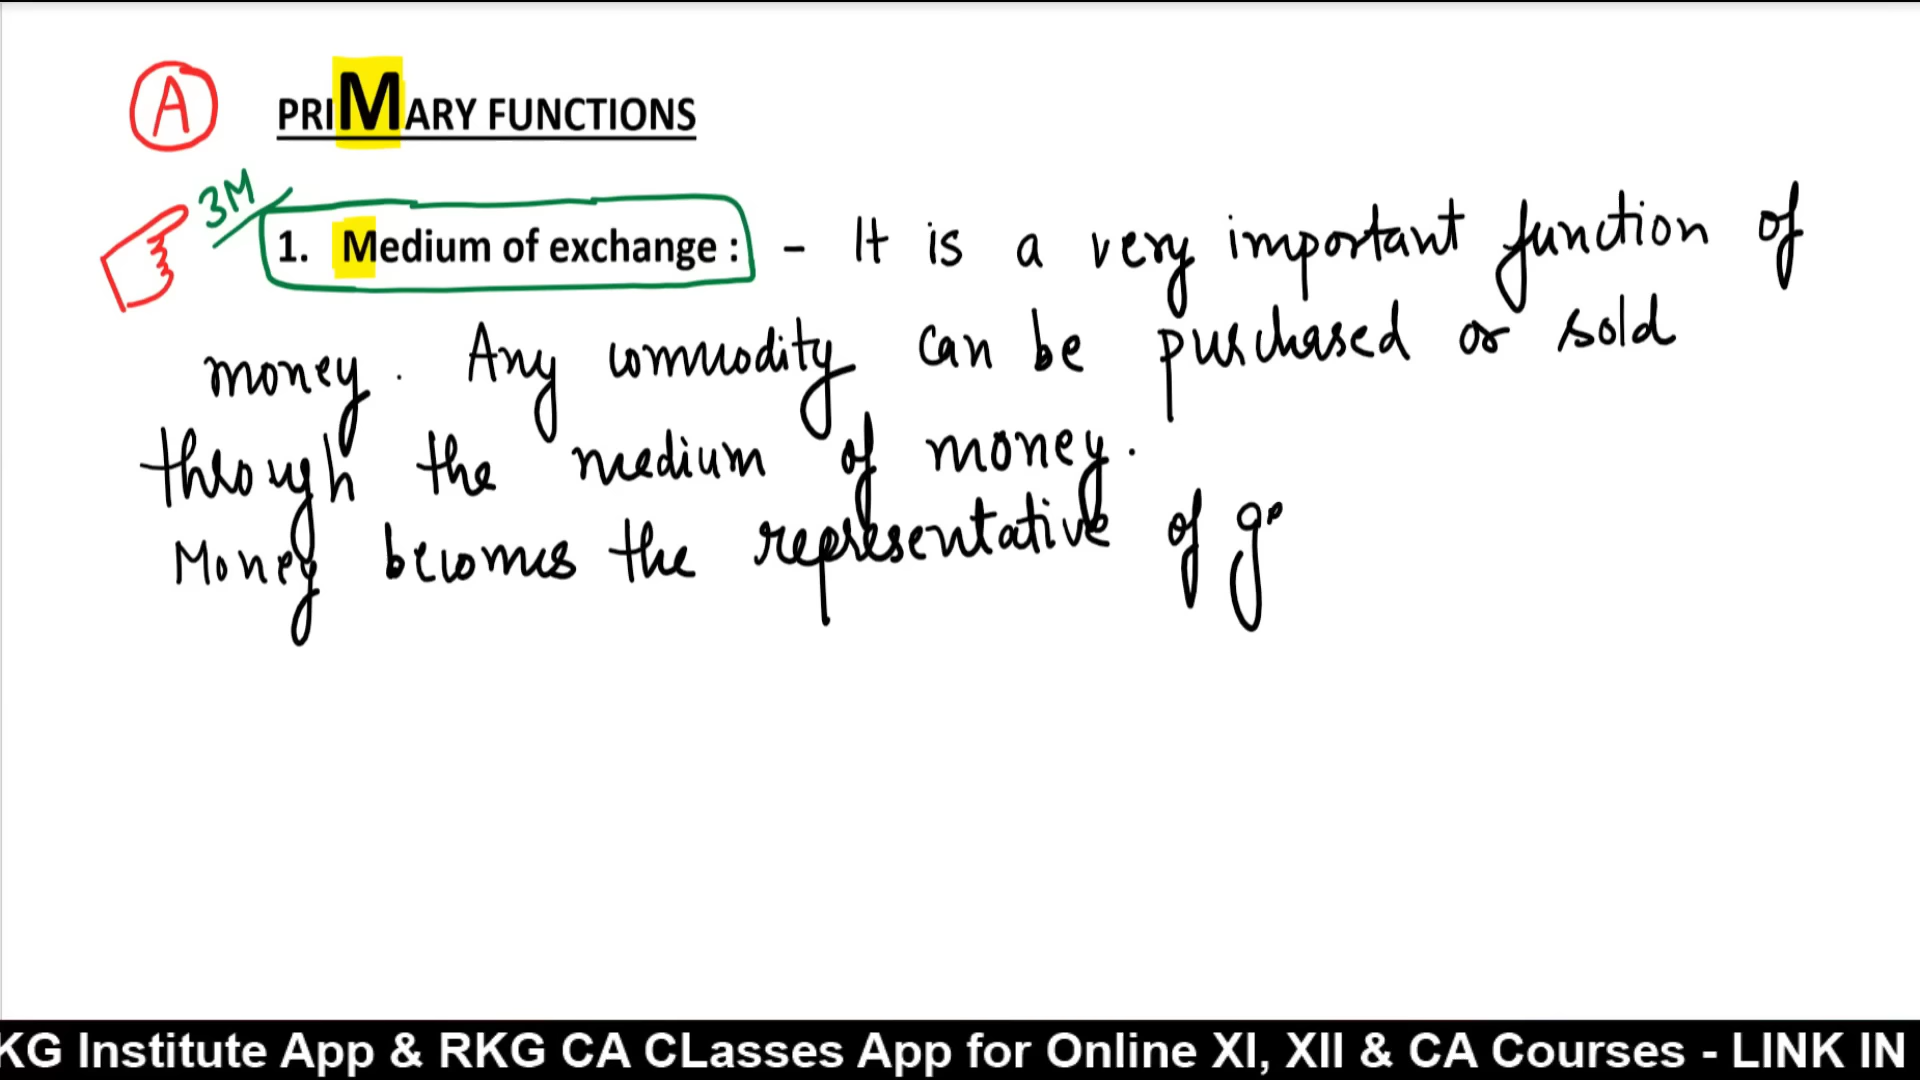 A PRIMARY FUNCTIONS
3M
1. Medium of exchange : - It is a very important function of
money. Any commodity can be purchased or sold
through the medium of money.
Money becomes the representative of
KG Institute App & RKG CA CLasses App for Online XI, XII & CA Courses - LINK IN